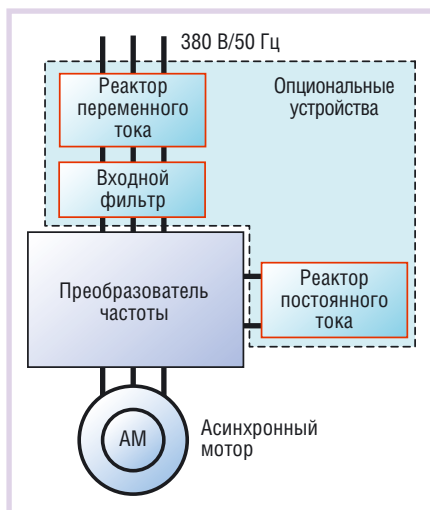 380 В/50 Гц
Реактор
переменного
тока
Опциональные
устройства
Входной
фильтр
Преобразователь
частоты
Реактор
постоянного
тока
АМ
Асинхронный
мотор